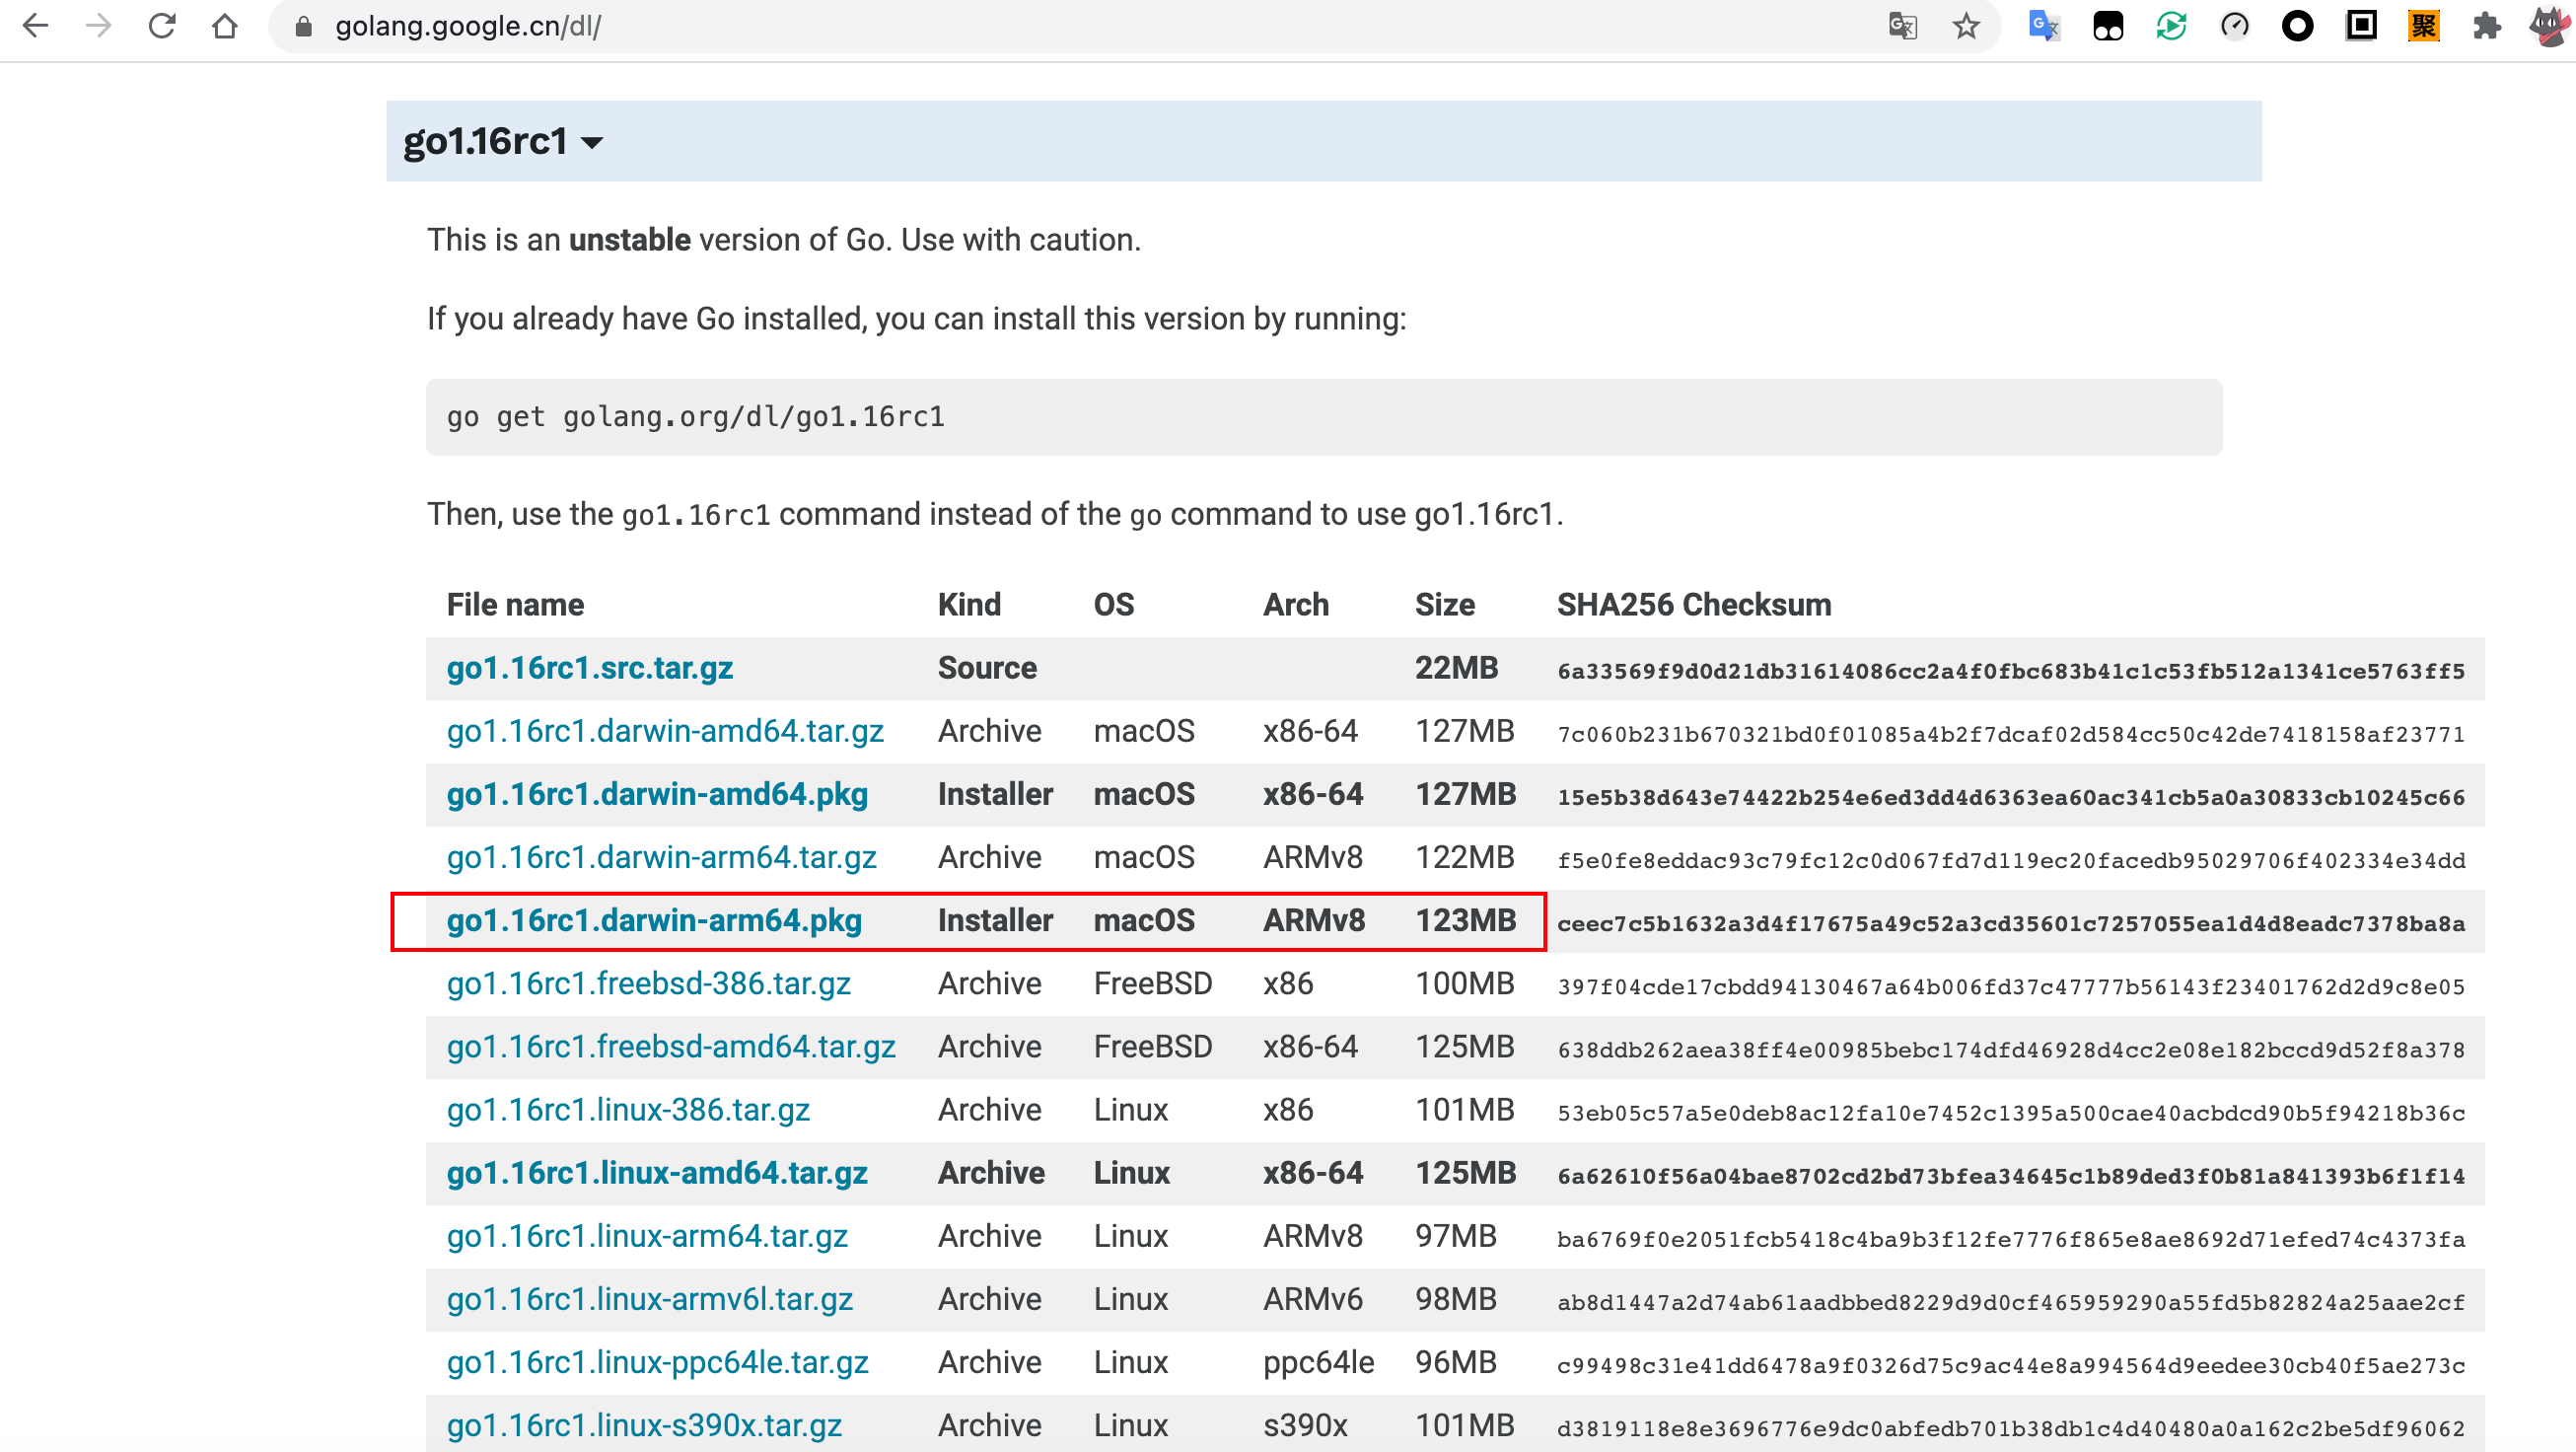 golang.google.cn/dl/
聚
go1.16rc1
This is an unstable version of Go. Use with caution.
If you already have Go installed, you can install this version by running:
go get golang.org/dl/go1.16rc1
Then, use the go1.16rc1 command instead of the go command to use go1.16rc1.
File name Kind OS Arch Size SHA256 Checksum
go1.16rc1.src.tar.gz Source 22MB 6a33569f9d0d21db31614086cc2a4f0fbc683b41c1c53fb512a1341ce5763ff5
go1.16rc1.darwin-amd64.tar.gz Archive macOS x86-64 127MB 7c060b231b670321bd0f01085a4b2f7dcaf02d584cc50c42de7418158af23771
go1.16rc1.darwin-amd64.pkg Installer macOS x86-64 127MB 15e5b38d643e74422b254e6ed3dd4d6363ea60ac341cb5a0a30833cb10245c66
go1.16rc1.darwin-arm64.tar.gz Archive macOS ARMv8 122MB f5e0fe8eddac93c79fc12c0d067fd7d119ec20facedb95029706f402334e34dd
go1.16rc1.darwin-arm64.pkg Installer macOS ARMv8 123MB ceec7c5b1632a3d4f17675a49c52a3cd35601c7257055ea1d4d8eadc7378ba8a
go1.16rc1.freebsd-386.tar.gz Archive FreeBSD x86 100MB 397f04cde17cbdd94130467a64b006fd37c47777b56143f23401762d2d9c8e05
go1.16rc1.freebsd-amd64.tar.gz Archive FreeBSD x86-64 125MB 638ddb262aea38ff4e00985bebc174dfd46928d4cc2e08e182bccd9d52f8a378
go1.16rc1.linux-386.tar.gz Archive Linux x86 101MB 53eb05c57a5e0deb8ac12fa10e7452c1395a500cae40acbdcd90b5f94218b36c
go1.16rc1.linux-amd64.tar.gz Archive Linux x86-64 125MB 6a62610f56a04bae8702cd2bd73bfea34645c1b89ded3f0b81a841393b6f1f14
go1.16rc1.linux-arm64.tar.gz Archive Linux ARMv8 97MB ba6769f0e2051fcb5418c4ba9b3f12fe7776f865e8ae8692d71efed74c4373fa
go1.16rc1.linux-armv6l.tar.gz Archive Linux ARMv6 98MB ab8d1447a2d74ab61aadbbed8229d9d0cf465959290a55fd5b82824a25aae2cf
go1.16rc1.linux-ppc64le.tar.gz Archive Linux ppc64le 96MB c99498c31e41dd6478a9f0326d75c9ac44e8a994564d9eedee30cb40f5ae273c
go1.16rc1.linux-s390x.tar.gz Archive Linux s390x 101MB d3819118e8e3696776e9dc0abfedb701b38db1c4d40480a0a162c2be5df96062